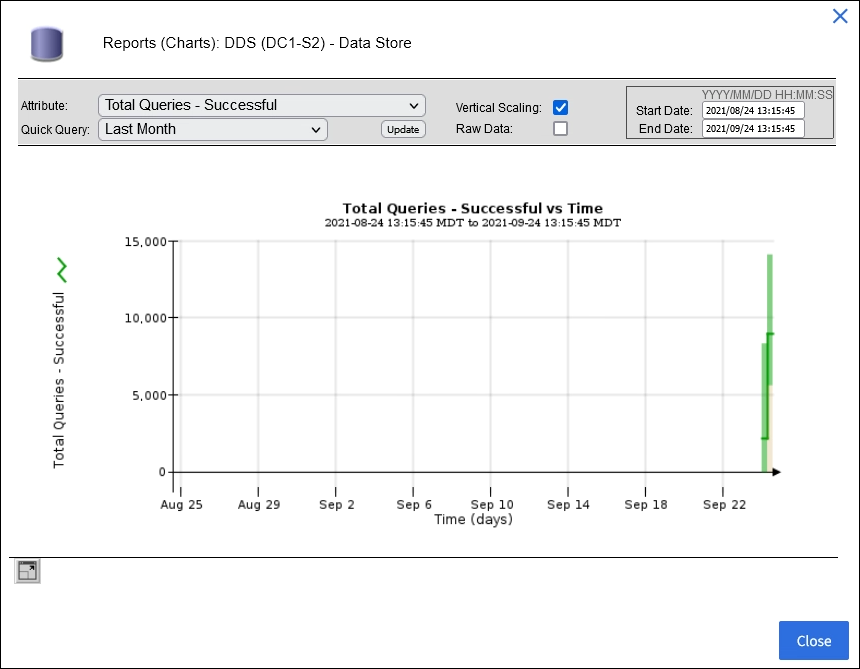 Reports (Charts): DDS (DC1-S2) - Data Store
YYYY/MM/DD HH:MM:SS
Attribute: Total Queries - Successful Vertical Scaling: Start Date: 2021/08/24 13:15:45
Quick Query: Last Month Update Raw Data: End Date: 2021/09/24 13:15:45
Total Queries - Successful vs Time
2021-08-24 13:15:45 MDT to 2021-09-24 13:15:45 MDT
Total Queries - Successful
15,000
10,000
5,000
0
Aug 25 Aug 29 Sep 2 Sep 6 Sep 10 Sep 14 Sep 18 Sep 22
Time (days)
Close